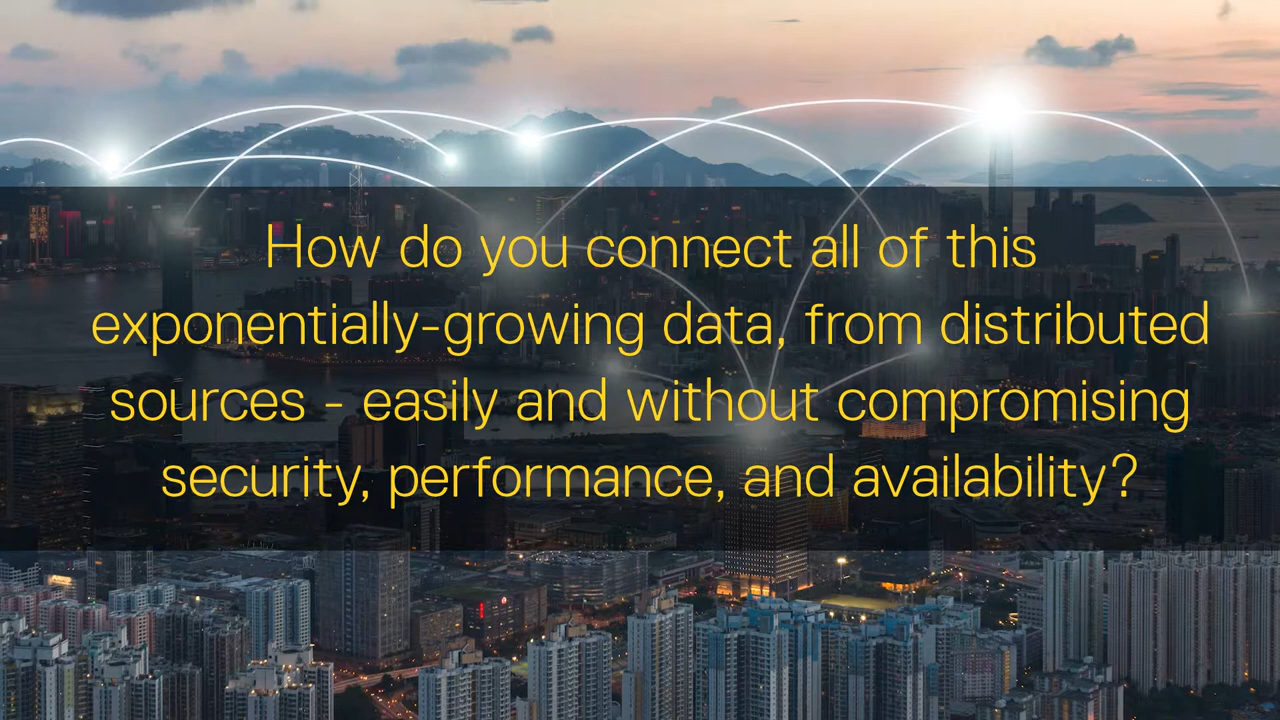 How do you connect all of this
exponentially-growing data, from distributed
sources - easily and without compromising
security, performance, and availability?